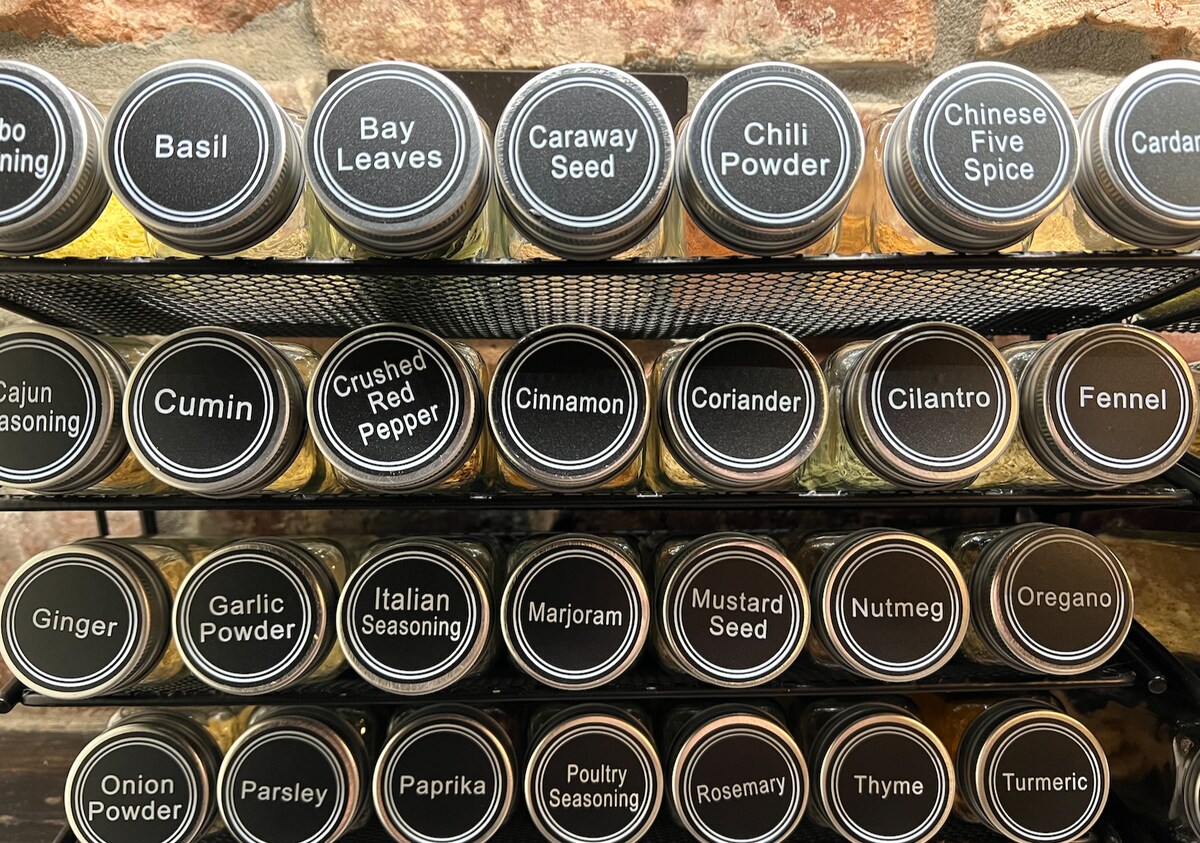 Basil
Bay
Leaves
Caraway
Seed
Chili
Powder
Chinese
Five
Spice
Cajun
Cumin
Crushed
Red
Pepper
Cinnamon
Coriander
Cilantro
Fennel
Ginger
Garlic
Powder
Italian
Seasoning
Marjoram
Mustard
Seed
Nutmeg
Oregano
Onion
Powder
Parsley
Paprika
Poultry
Seasoning
Rosemary
Thyme
Turmeric